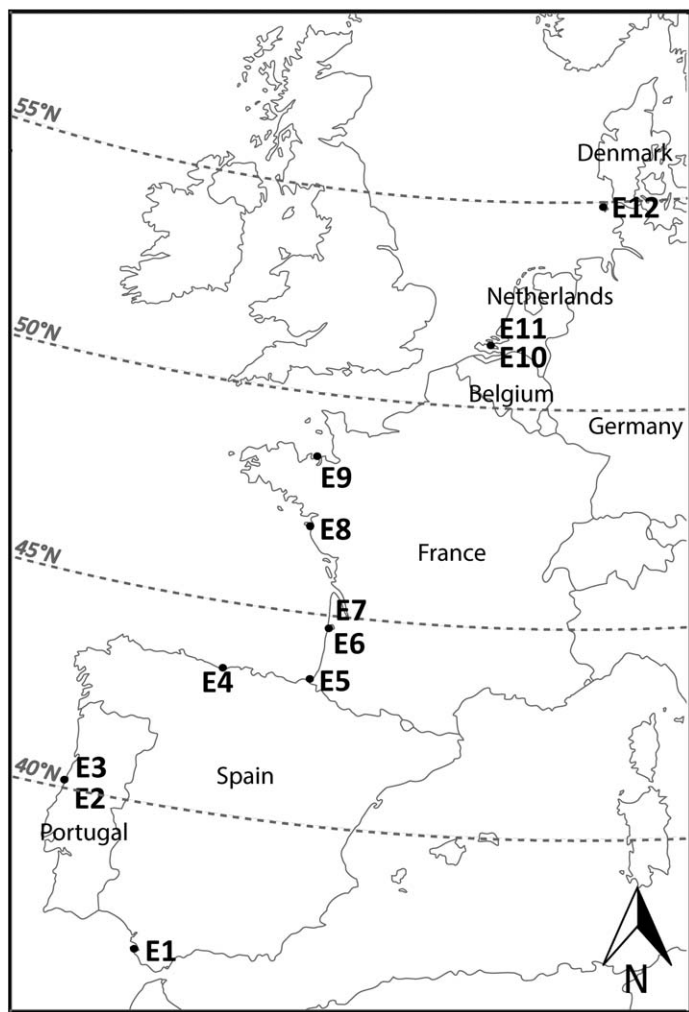 55°N
Denmark
E12
Netherlands
E11
50°N
E10
Belgium
Germany
E9
E8
France
45°N
E7
E6
E4
E5
40°N
E3
Spain
E2
Portugal
E1
N